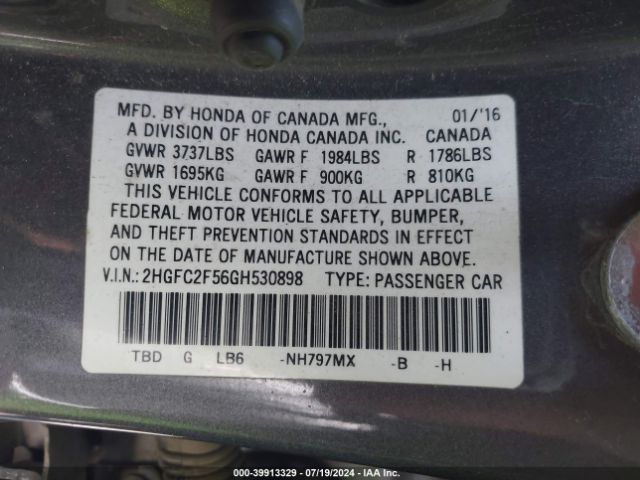 MFD. BY HONDA OF CANADA MFG., 01/'16
A DIVISION OF HONDA CANADA INC. CANADA
GVWR 3737LBS GAWR F 1984LBS R 1786LBS
GVWR 1695KG GAWR F 900KG R 810KG
THIS VEHICLE CONFORMS TO ALL APPLICABLE
FEDERAL MOTOR VEHICLE SAFETY, BUMPER,
AND THEFT PREVENTION STANDARDS IN EFFECT
ON THE DATE OF MANUFACTURE SHOWN ABOVE.
V.I.N.: 2HGFC2F56GH530898 TYPE: PASSENGER CAR
TBD G LB6 -NH797MX -B -H
000-39913329 | 07/19/2024 | IAA Inc.